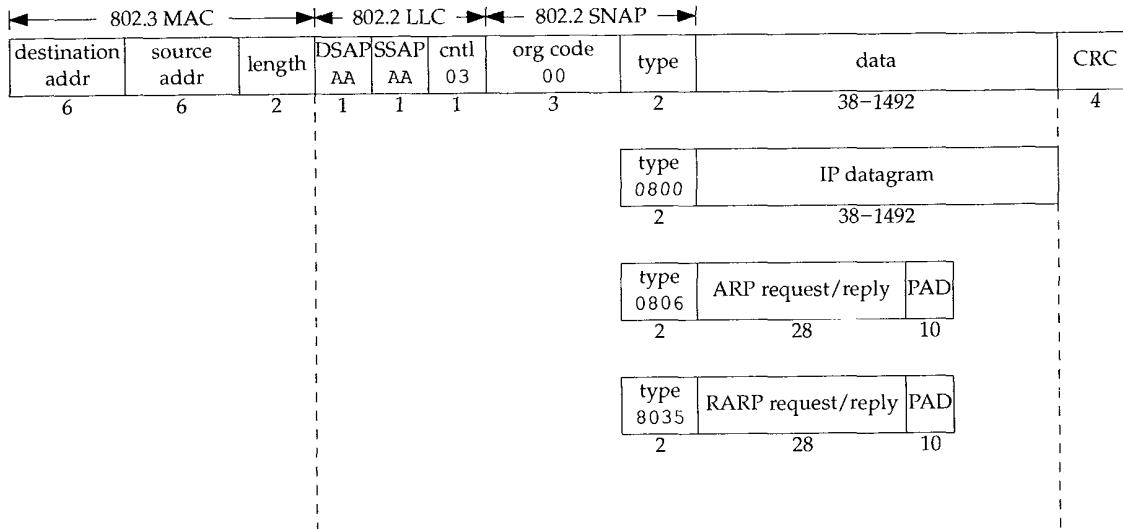 802.3 MAC 802.2 LLC 802.2 SNAP
destination addr source addr length DSAP AA SSAP AA cntl 03 org code 00 type data CRC
6 6 2 1 1 1 3 2 38-1492 4
type 0800 IP datagram
2 38-1492
type 0806 ARP request/reply PAD
2 28 10
type 8035 RARP request/reply PAD
2 28 10